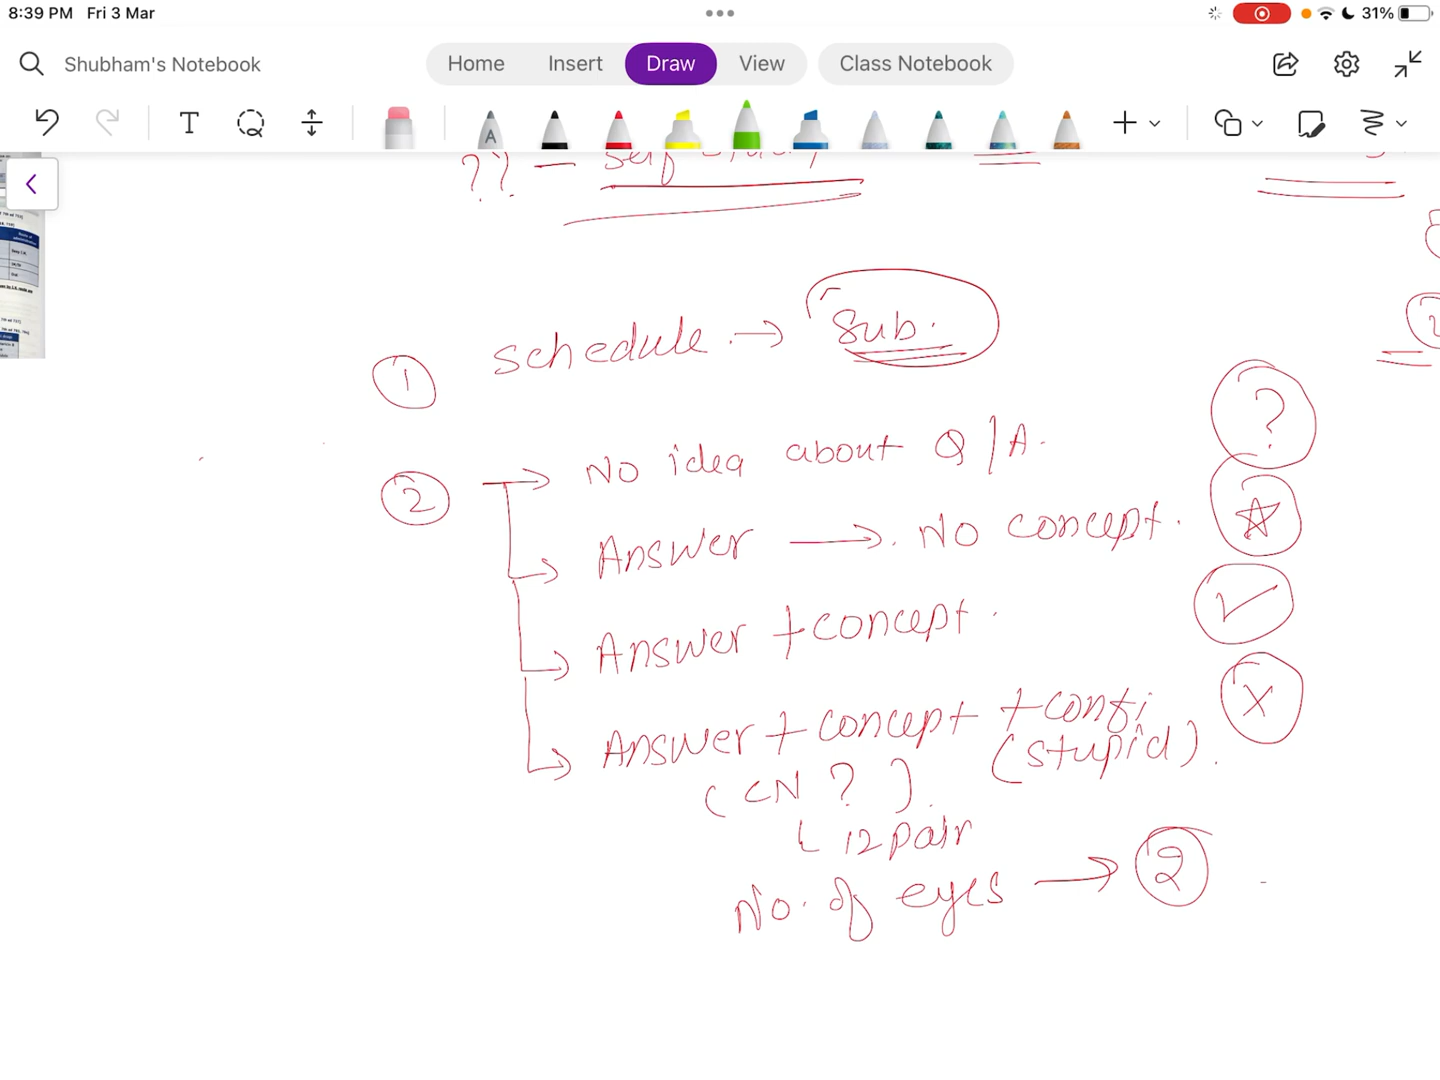 8:39 PM Fri 3 Mar
31%
Shubham's Notebook
Home Insert Draw View Class Notebook
T
A
?? — self
① schedule → Sub.
② → No idea about Q/A. ?
→ Answer → No concept. ☆
→ Answer + concept. ✓
→ Answer + concept + confi X
(stupid).
(CN ?)
12 pair
No. of eyes → ②